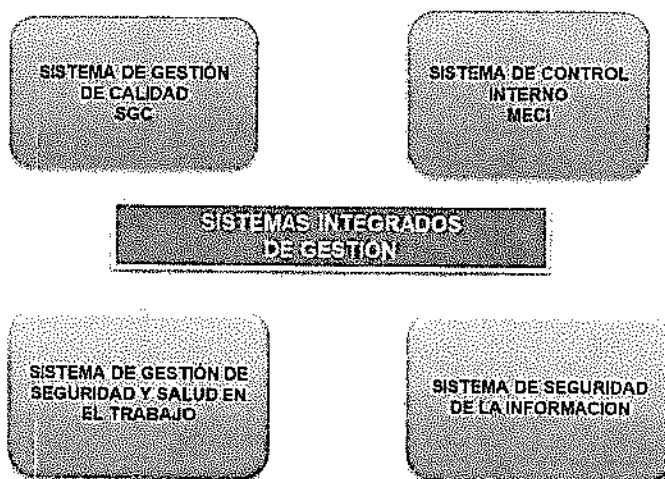 SISTEMA DE GESTIÓN
DE CALIDAD
SGC
SISTEMA DE CONTROL
INTERNO
MECI
SISTEMAS INTEGRADOS
DE GESTIÓN
SISTEMA DE GESTIÓN DE
SEGURIDAD Y SALUD EN
EL TRABAJO
SISTEMA DE SEGURIDAD
DE LA INFORMACION